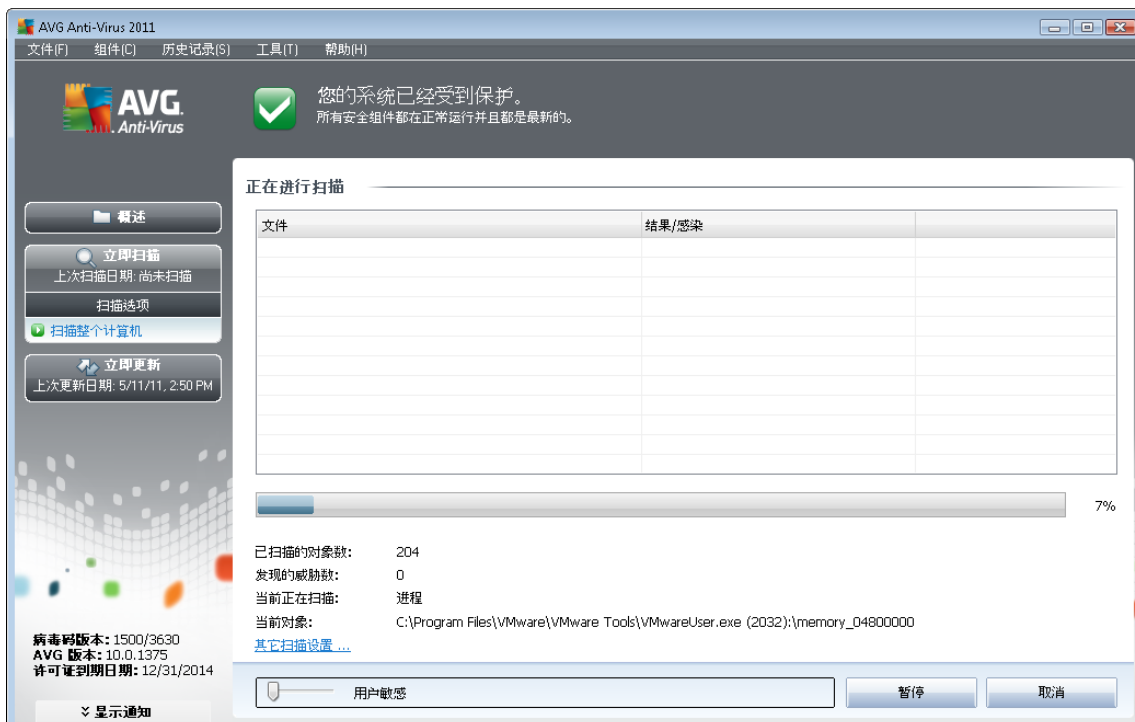 AVG Anti-Virus 2011
文件(F) 组件(C) 历史记录(S) 工具(T) 帮助(H)
AVG.
Anti-Virus
您的系统已经受到保护。
所有安全组件都在正常运行并且都是最新的。
概述
立即扫描
上次扫描日期: 尚未扫描
扫描选项
扫描整个计算机
立即更新
上次更新日期: 5/11/11, 2:50 PM
病毒码版本: 1500/3630
AVG 版本: 10.0.1375
许可证到期日期: 12/31/2014
显示通知
正在进行扫描
文件 结果/感染
7%
已扫描的对象数: 204
发现的威胁数: 0
当前正在扫描: 进程
当前对象: C:\Program Files\VMware\VMware Tools\VMwareUser.exe (2032):\memory_04800000
其它扫描设置 ...
用户敏感 暂停 取消